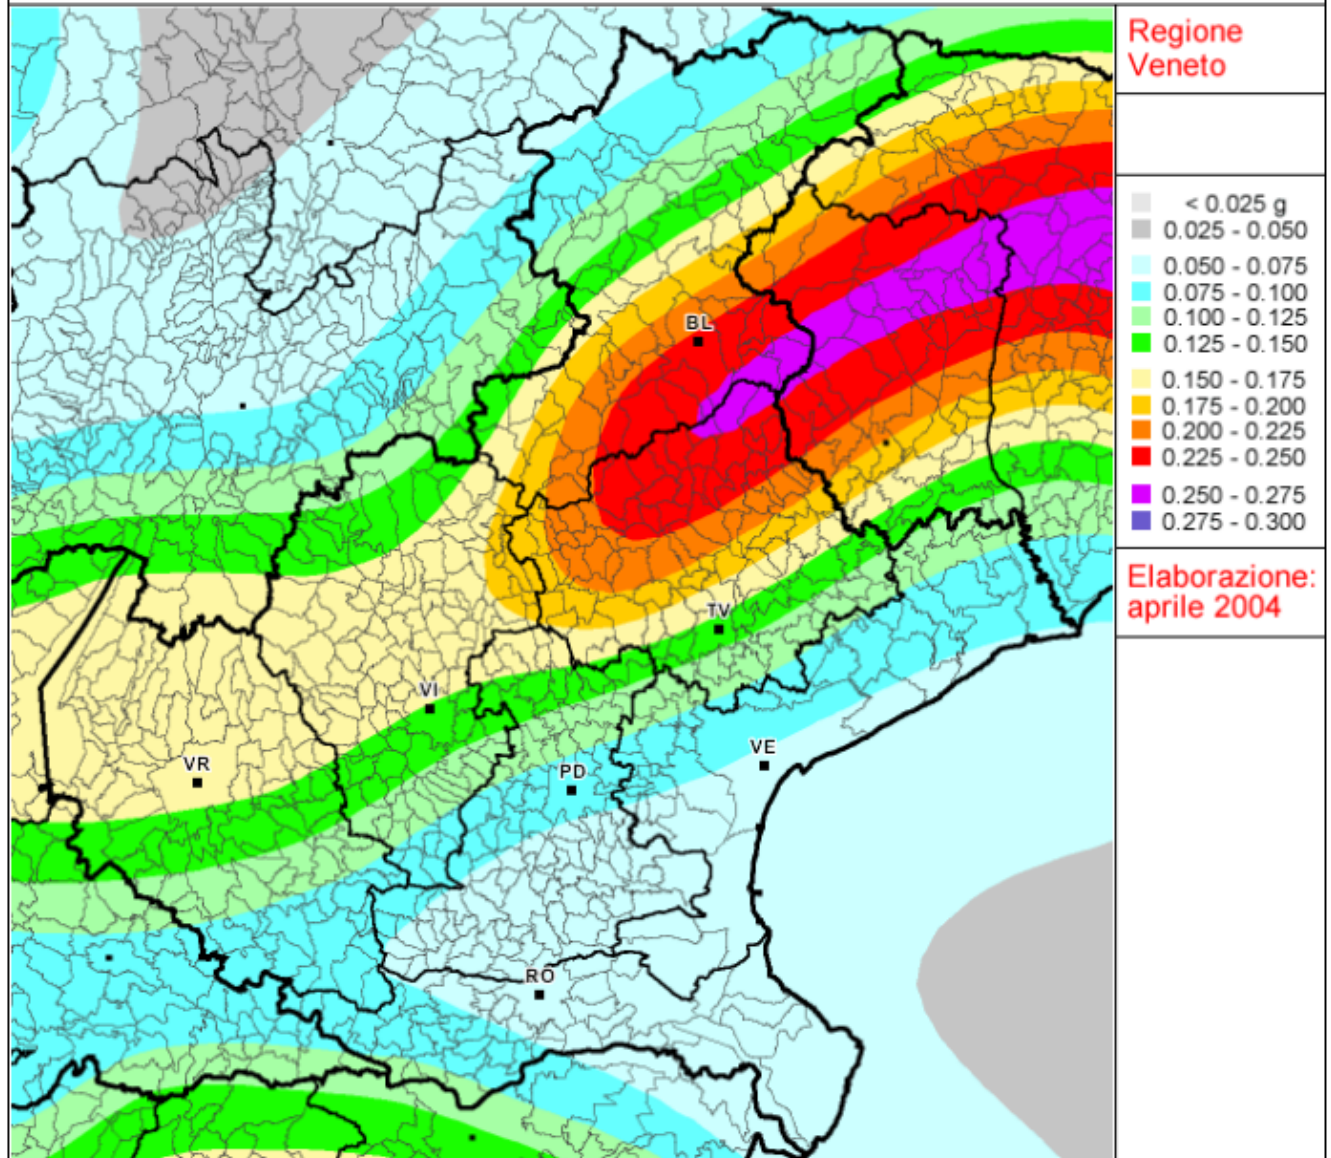 Regione
Veneto
< 0.025 g
0.025 - 0.050
0.050 - 0.075
0.075 - 0.100
0.100 - 0.125
0.125 - 0.150
0.150 - 0.175
0.175 - 0.200
0.200 - 0.225
0.225 - 0.250
0.250 - 0.275
0.275 - 0.300
Elaborazione:
aprile 2004
BL
TV
VI
VE
VR
PD
RO